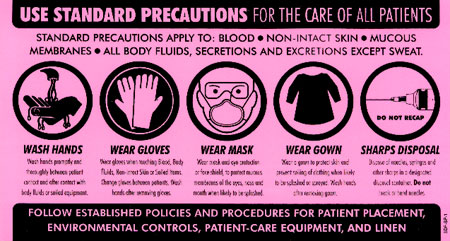 USE STANDARD PRECAUTIONS FOR THE CARE OF ALL PATIENTS
STANDARD PRECAUTIONS APPLY TO: BLOOD ● NON-INTACT SKIN ● MUCOUS
MEMBRANES ● ALL BODY FLUIDS, SECRETIONS AND EXCRETIONS EXCEPT SWEAT.
DO NOT RECAP
WASH HANDS
Wash hands promptly and
thoroughly between patient
contact and after contact with
body fluids or soiled equipment.
WEAR GLOVES
Wear gloves when touching Blood, Body
Fluids, Non-Intact Skin or Soiled Items.
Change gloves between patients. Wash
hands after removing gloves.
WEAR MASK
Wear mask and eye protection
or face shield, to protect mucous
membranes of the eyes, nose and
mouth when likely to be splashed.
WEAR GOWN
Wear a gown to protect skin and
prevent soiling of clothing when likely
to be splashed or sprayed. Wash hands
after removing gown.
SHARPS DISPOSAL
Dispose of needles, syringes and
other sharps in a designated
disposal container. Do not
break or bend needles.
FOLLOW ESTABLISHED POLICIES AND PROCEDURES FOR PATIENT PLACEMENT,
ENVIRONMENTAL CONTROLS, PATIENT-CARE EQUIPMENT, AND LINEN